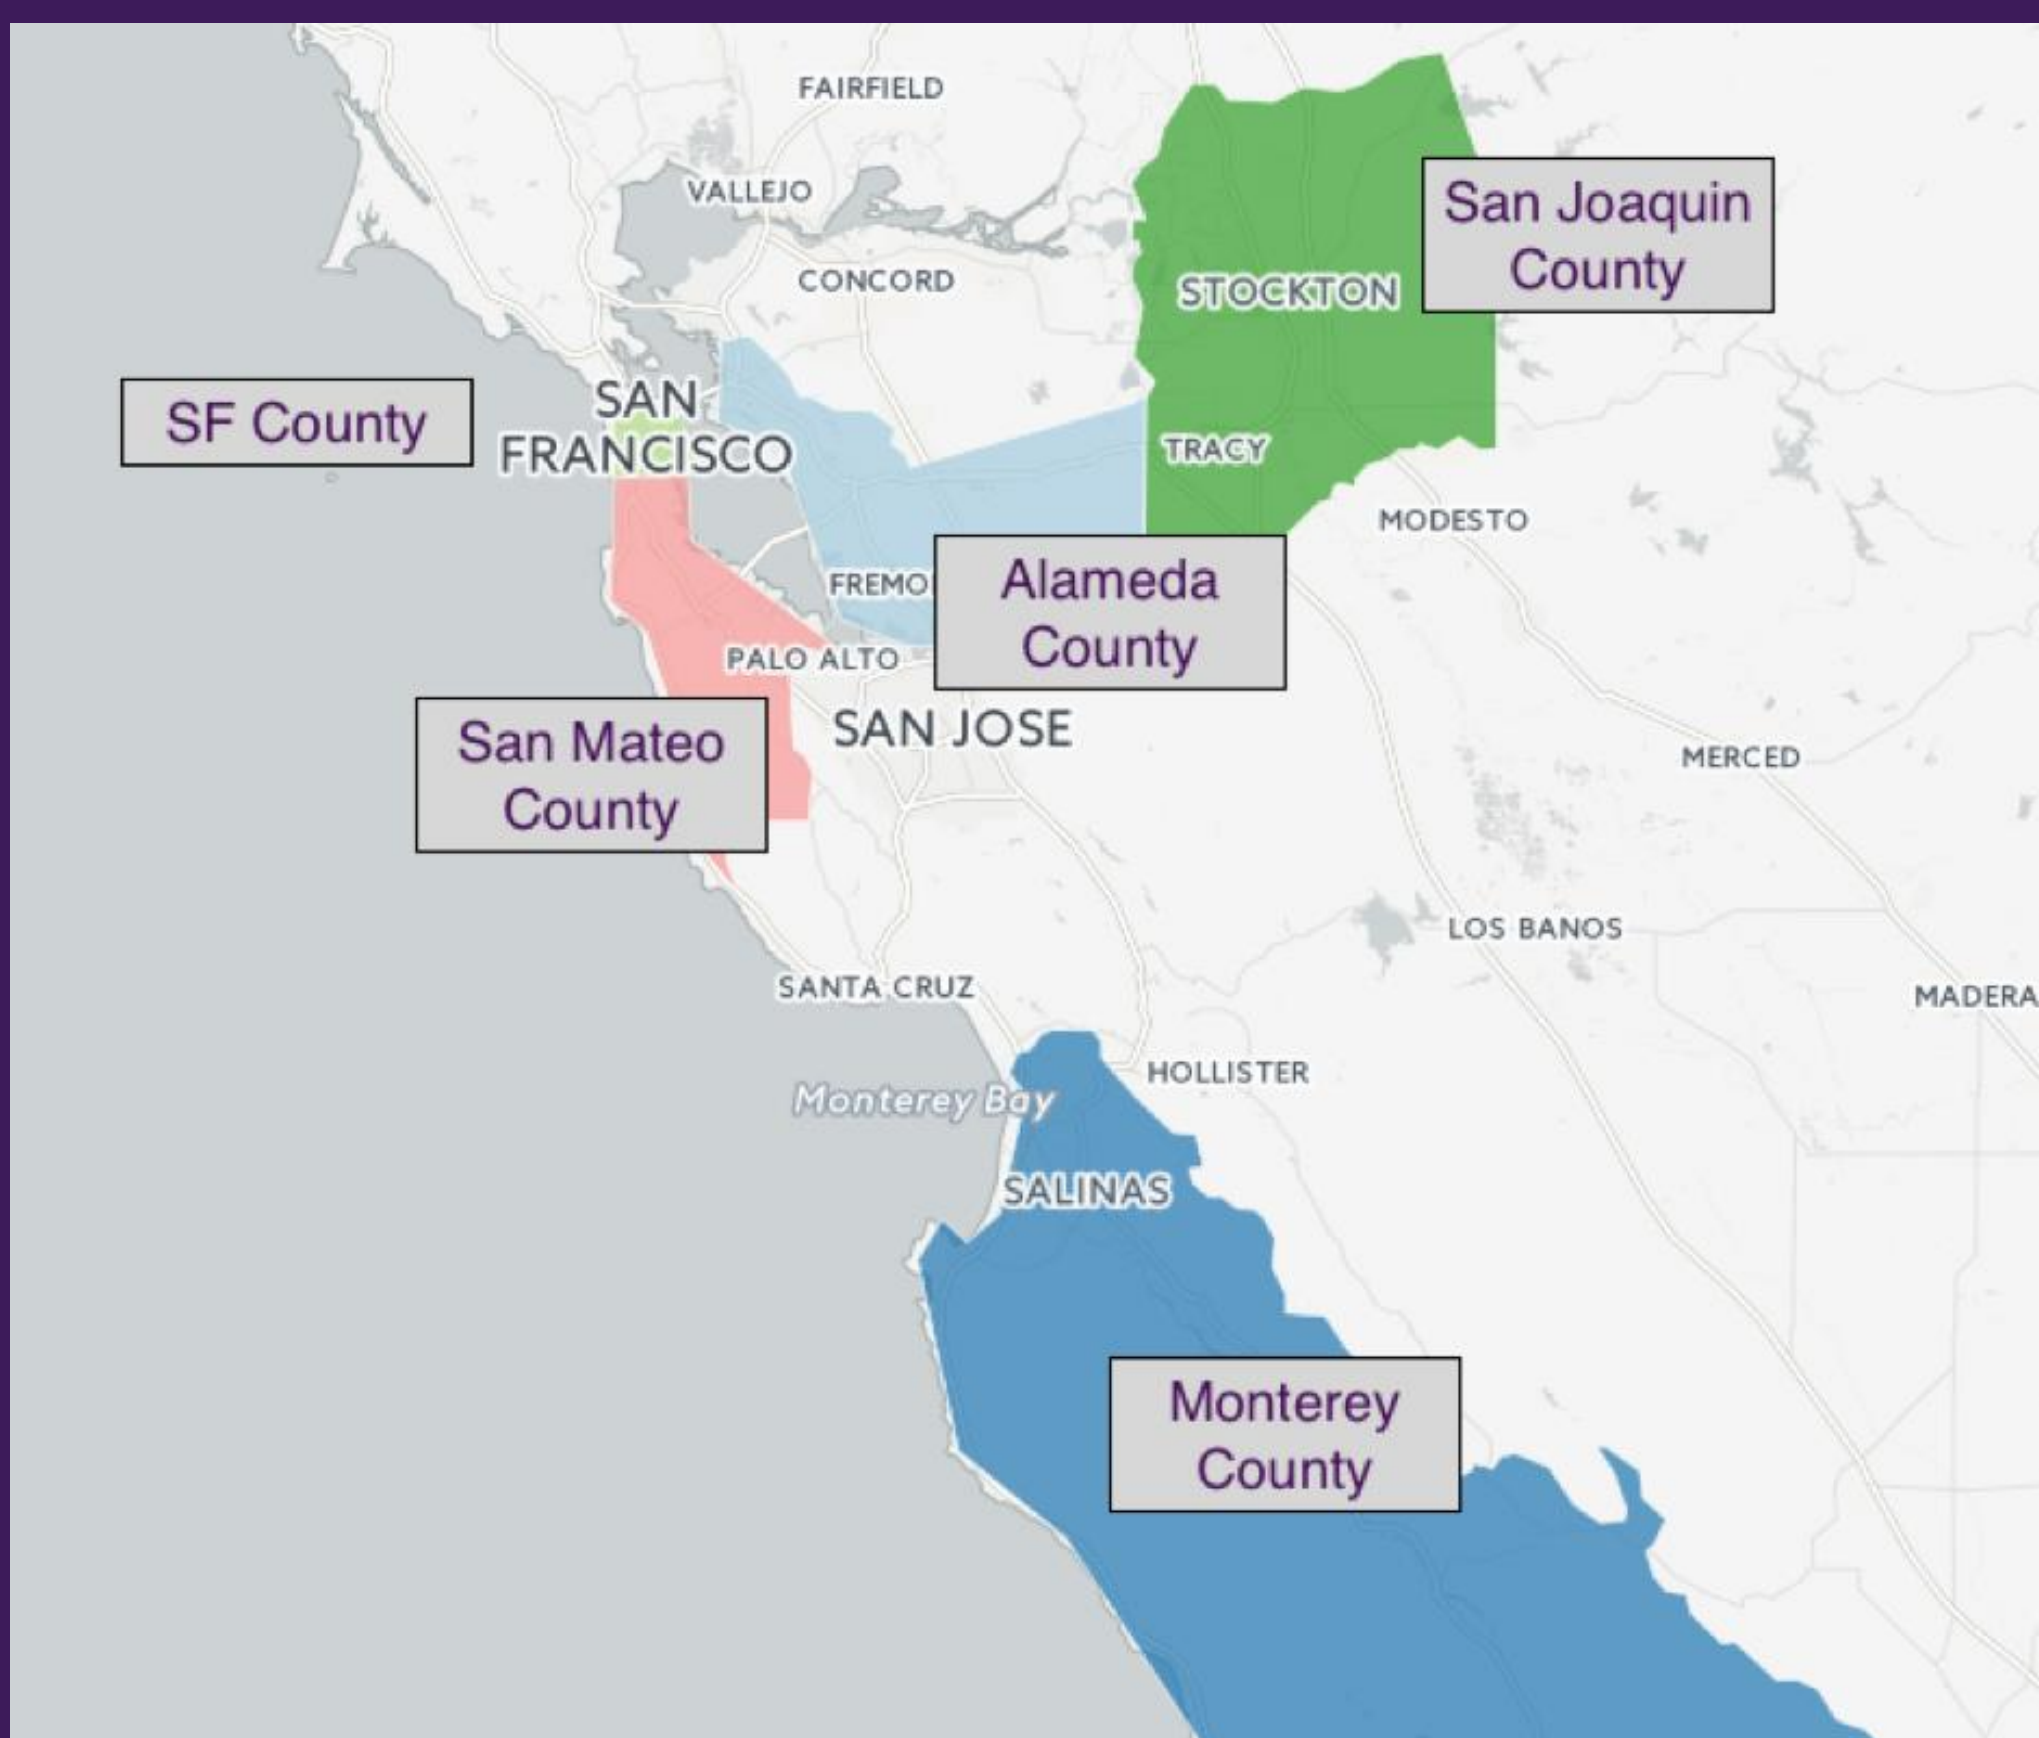 FAIRFIELD
VALLEJO
San Joaquin
County
CONCORD
STOCKTON
SF County
SAN
FRANCISCO
TRACY
MODESTO
FREMO
Alameda
County
PALO ALTO
San Mateo
County
SAN JOSE
MERCED
LOS BANOS
SANTA CRUZ
MADERA
HOLLISTER
Monterey Bay
SALINAS
Monterey
County